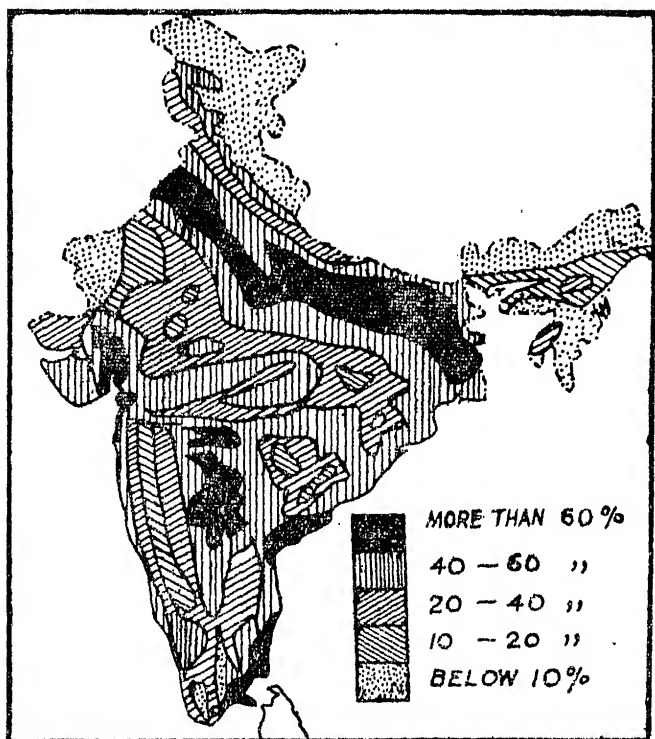 MORE THAN 60%
40 — 60 ,,
20 — 40 ,,
10 — 20 ,,
BELOW 10%